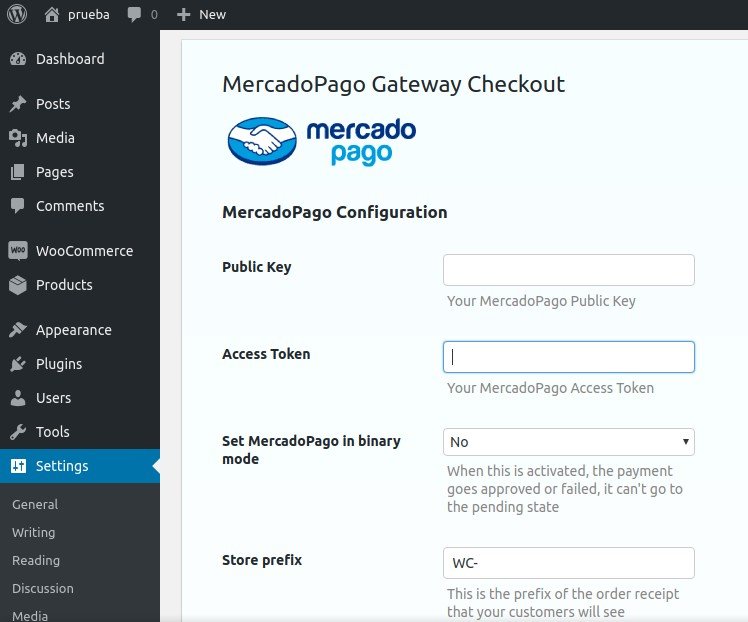 prueba 0 New
Dashboard
Posts
Media
Pages
Comments
WOO WooCommerce
Products
Appearance
Plugins
Users
Tools
Settings
General
Writing
Reading
Discussion
Media
MercadoPago Gateway Checkout
mercado
pago
MercadoPago Configuration
Public Key
Your MercadoPago Public Key
Access Token
Your MercadoPago Access Token
Set MercadoPago in binary
mode
No
When this is activated, the payment
goes approved or failed, it can't go to
the pending state
Store prefix
WC-
This is the prefix of the order receipt
that your customers will see